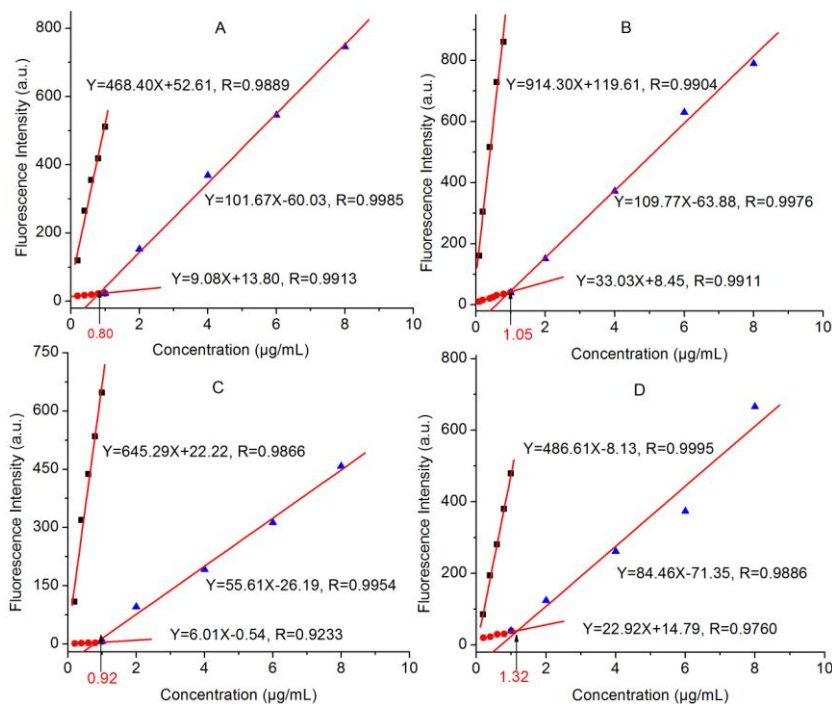 A
800
600
400
200
0
Fluorescence Intensity (a.u.)
Y=468.40X+52.61, R=0.9889
Y=101.67X-60.03, R=0.9985
Y=9.08X+13.80, R=0.9913
0 2 4 6 8 10
0.80
Concentration (µg/mL)
B
800
600
400
200
0
Fluorescence Intensity (a.u.)
Y=914.30X+119.61, R=0.9904
Y=109.77X-63.88, R=0.9976
Y=33.03X+8.45, R=0.9911
0 2 4 6 8 10
1.05
Concentration (µg/mL)
C
750
600
450
300
150
0
Fluorescence Intensity (a.u.)
Y=645.29X+22.22, R=0.9866
Y=55.61X-26.19, R=0.9954
Y=6.01X-0.54, R=0.9233
0 2 4 6 8 10
0.92
Concentration (µg/mL)
D
800
600
400
200
0
Fluorescence Intensity (a.u.)
Y=486.61X-8.13, R=0.9995
Y=84.46X-71.35, R=0.9886
Y=22.92X+14.79, R=0.9760
0 2 4 6 8 10
1.32
Concentration (µg/mL)